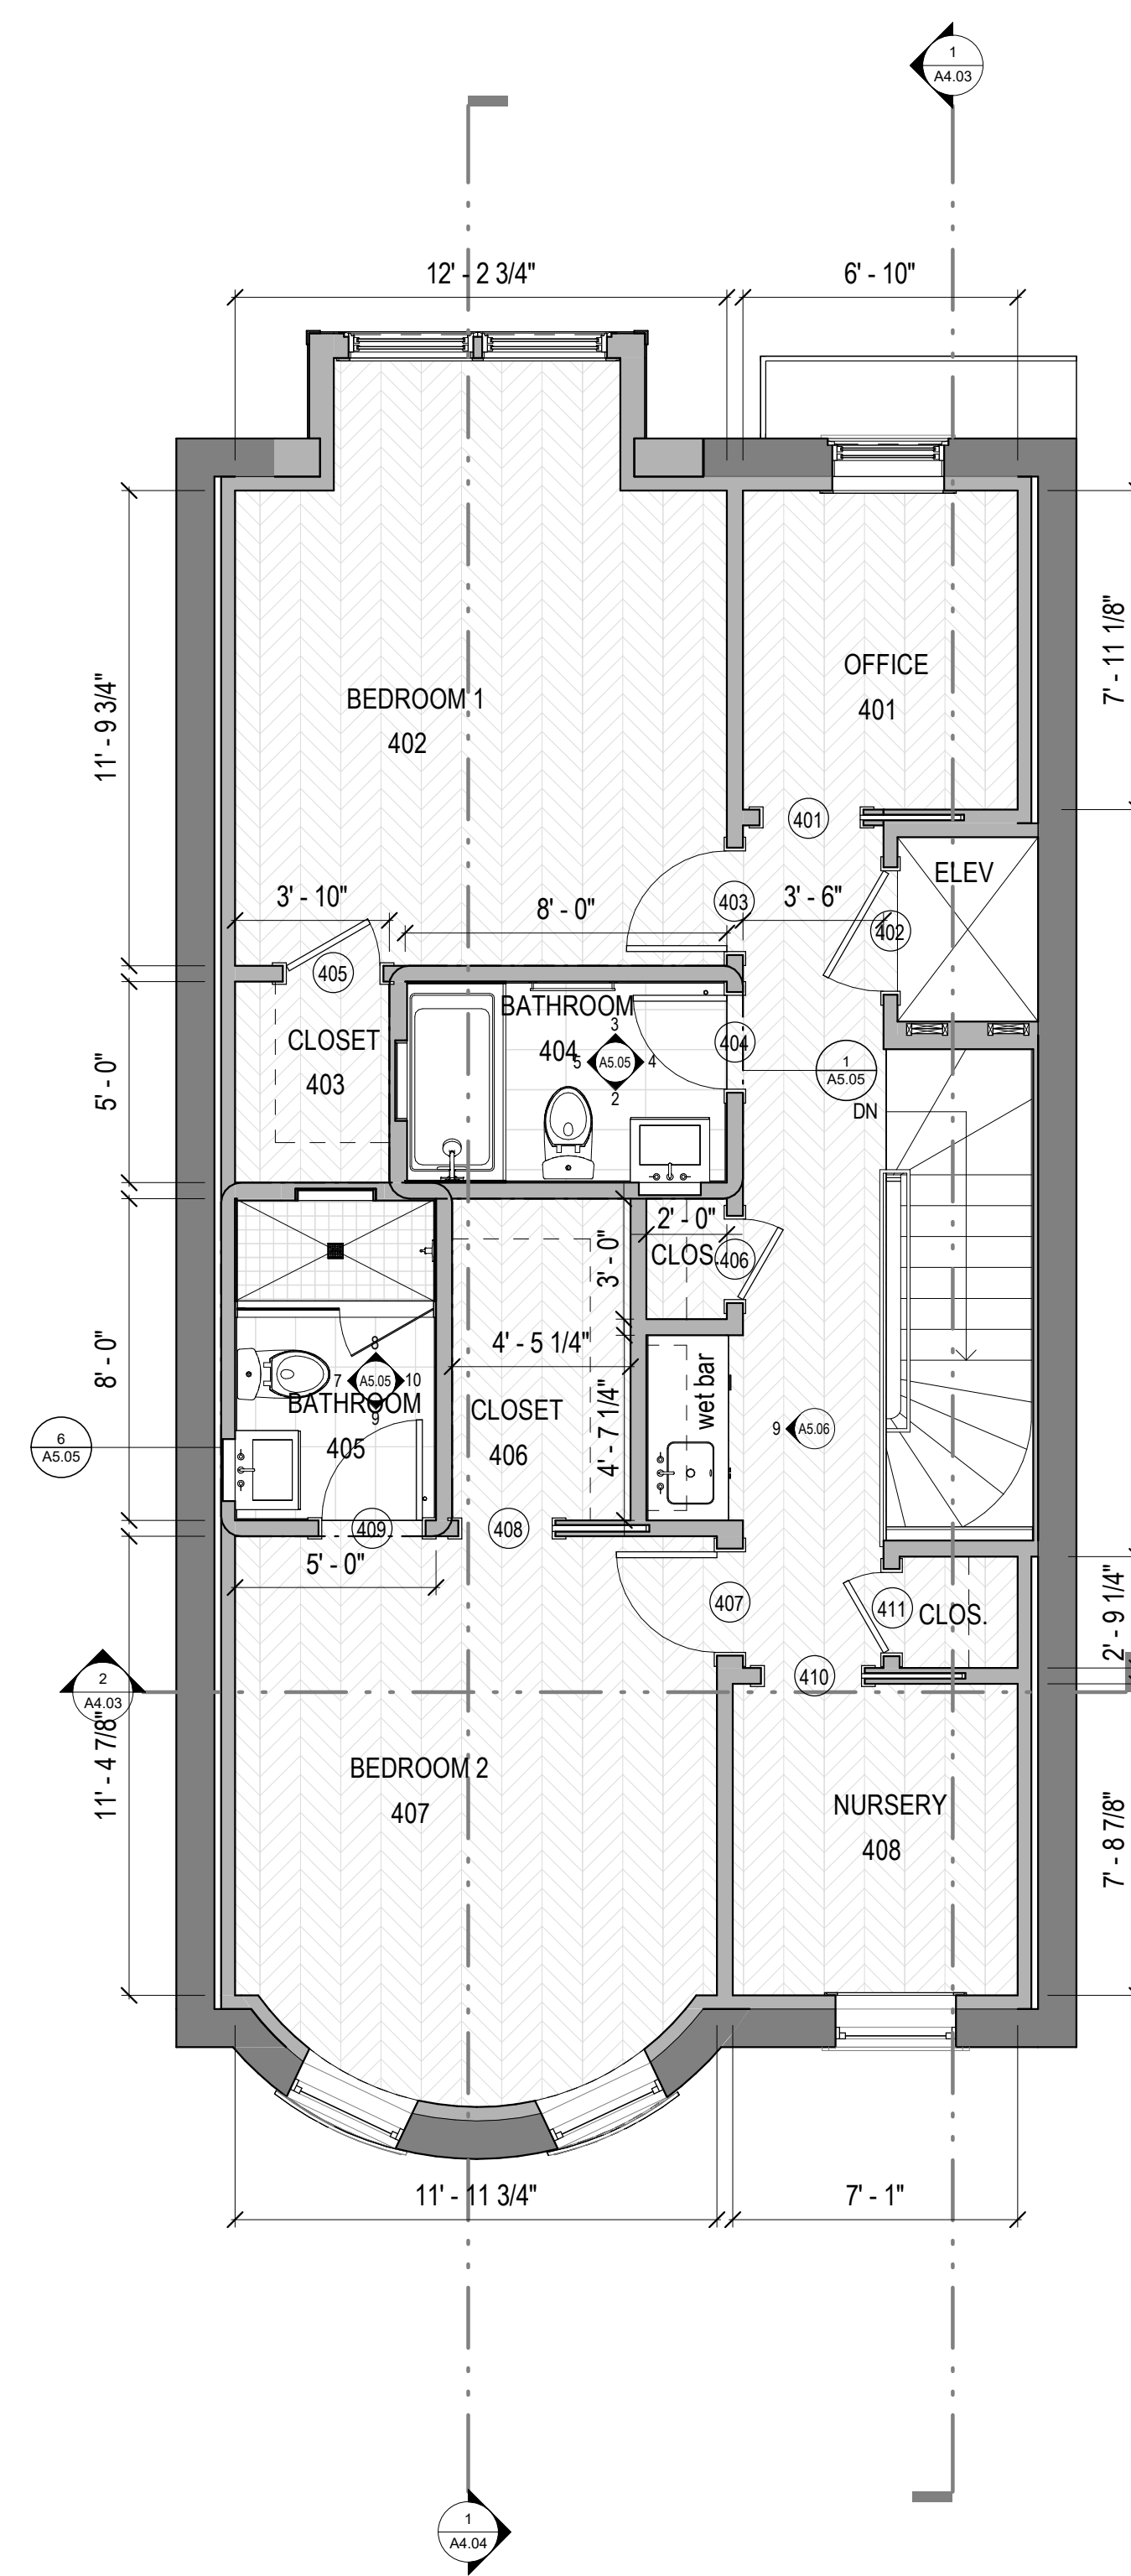 1
A4.03
12' - 2 3/4"
6' - 10"
7' - 11 1/8"
OFFICE
401
11' - 9 3/4"
BEDROOM 1
402
401
ELEV
3' - 10"
8' - 0"
403
3' - 6"
402
405
BATHROOM
404
3
5
A5.05
4
2
404
CLOSET
403
1
A5.05
5' - 0"
DN
2' - 0"
CLOS.
406
3' - 0"
8' - 0"
4' - 5 1/4"
8
7
A5.05
10
9
BATHROOM
405
CLOSET
406
4' - 7 1/4"
wet bar
9
A5.06
6
A5.05
409
408
5' - 0"
407
411
CLOS.
2' - 9 1/4"
2
A4.03
410
11' - 4 7/8"
BEDROOM 2
407
NURSERY
408
7' - 8 7/8"
11' - 11 3/4"
7' - 1"
1
A4.04